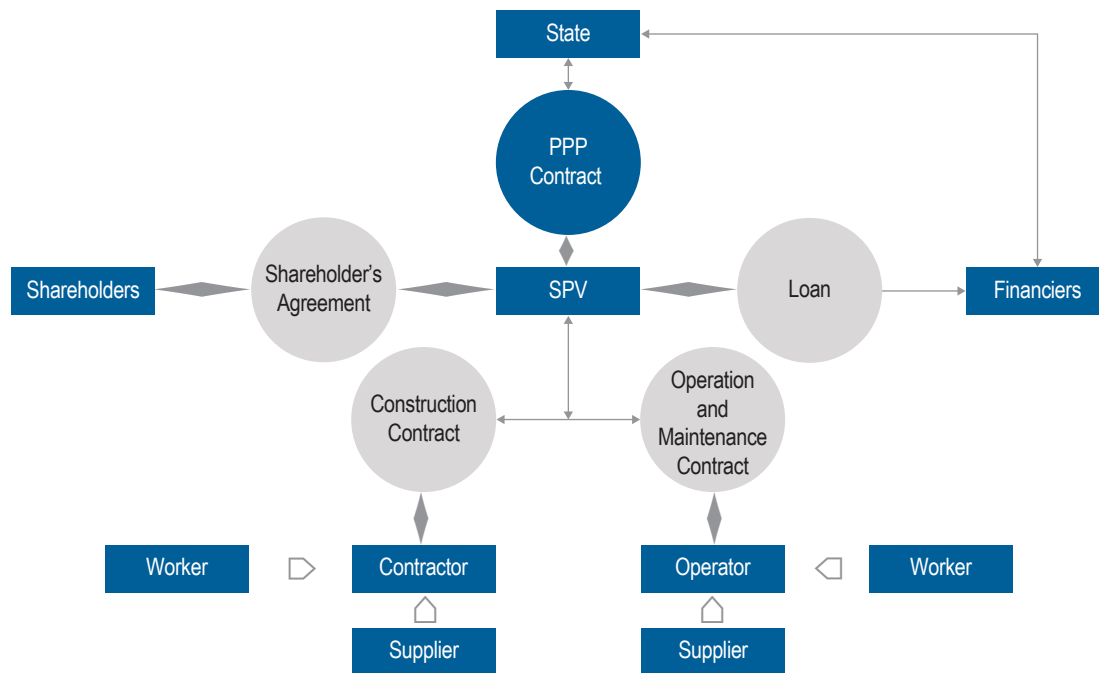 State
PPP
Contract
Shareholders
Shareholder's
Agreement
SPV
Loan
Financiers
Construction
Contract
Operation
and
Maintenance
Contract
Worker
Contractor
Operator
Worker
Supplier
Supplier